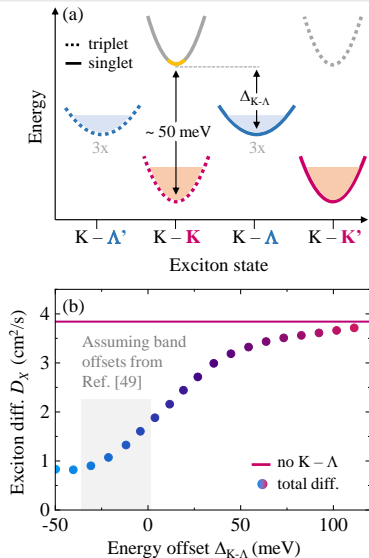 (a)
triplet
singlet
Energy
Δ_K-Λ
3x
~ 50 meV
3x
K – Λ' K – K K – Λ K – K'
Exciton state
(b)
Exciton diff. D_X (cm²/s)
4
3
2
1
0
Assuming band
offsets from
Ref. [49]
no K – Λ
total diff.
-50 0 50 100
Energy offset Δ_K-Λ (meV)